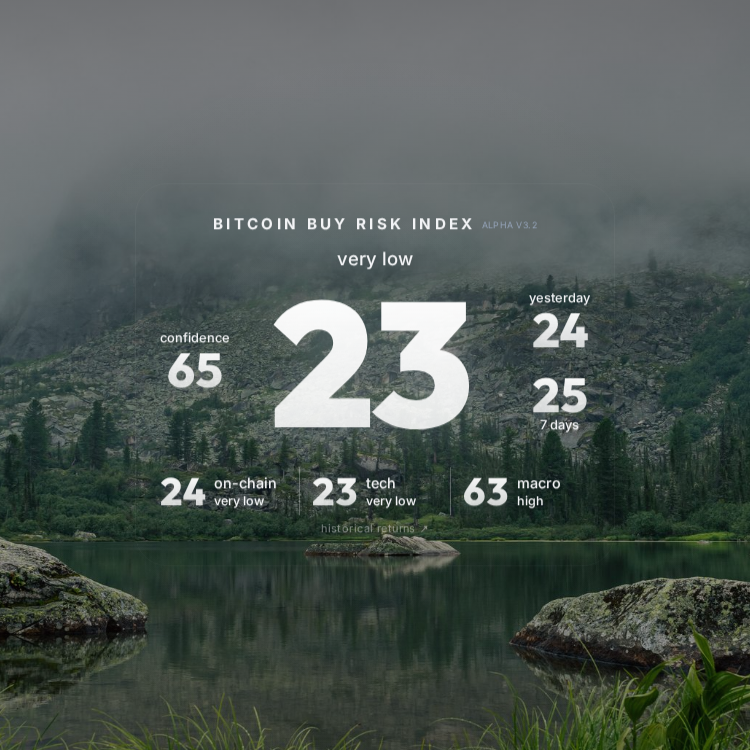 BITCOIN BUY RISK INDEX ALPHA V3.2
very low
confidence
65
23
yesterday
24
25
7 days
24 on-chain
very low
23 tech
very low
63 macro
high
historical returns ↗